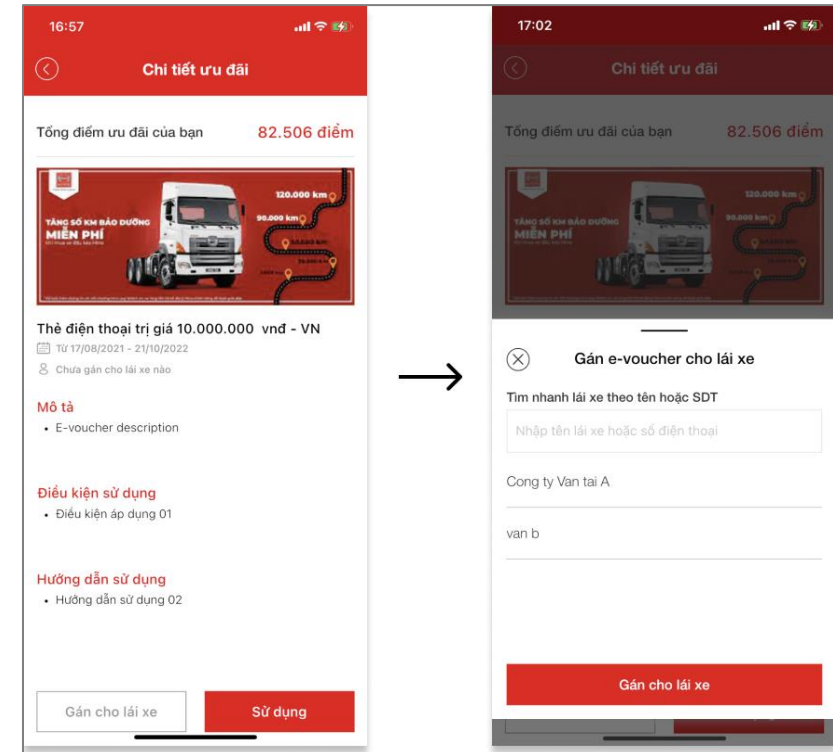 16:57
Chi tiết ưu đãi
Tổng điểm ưu đãi của bạn 82.506 điểm
TĂNG SỐ KM BẢO DƯỠNG
MIỄN PHÍ
120.000 km
90.000 km
Thẻ điện thoại trị giá 10.000.000 vnđ - VN
Từ 17/08/2021 - 21/10/2022
Chưa gán cho lái xe nào
Mô tả
• E-voucher description
Điều kiện sử dụng
• Điều kiện áp dụng 01
Hướng dẫn sử dụng
• Hướng dẫn sử dụng 02
Gán cho lái xe
Sử dụng
17:02
Chi tiết ưu đãi
Tổng điểm ưu đãi của bạn 82.506 điểm
TĂNG SỐ KM BẢO DƯỠNG
MIỄN PHÍ
120.000 km
90.000 km
Gán e-voucher cho lái xe
Tìm nhanh lái xe theo tên hoặc SDT
Nhập tên lái xe hoặc số điện thoại
Cong ty Van tai A
van b
Gán cho lái xe